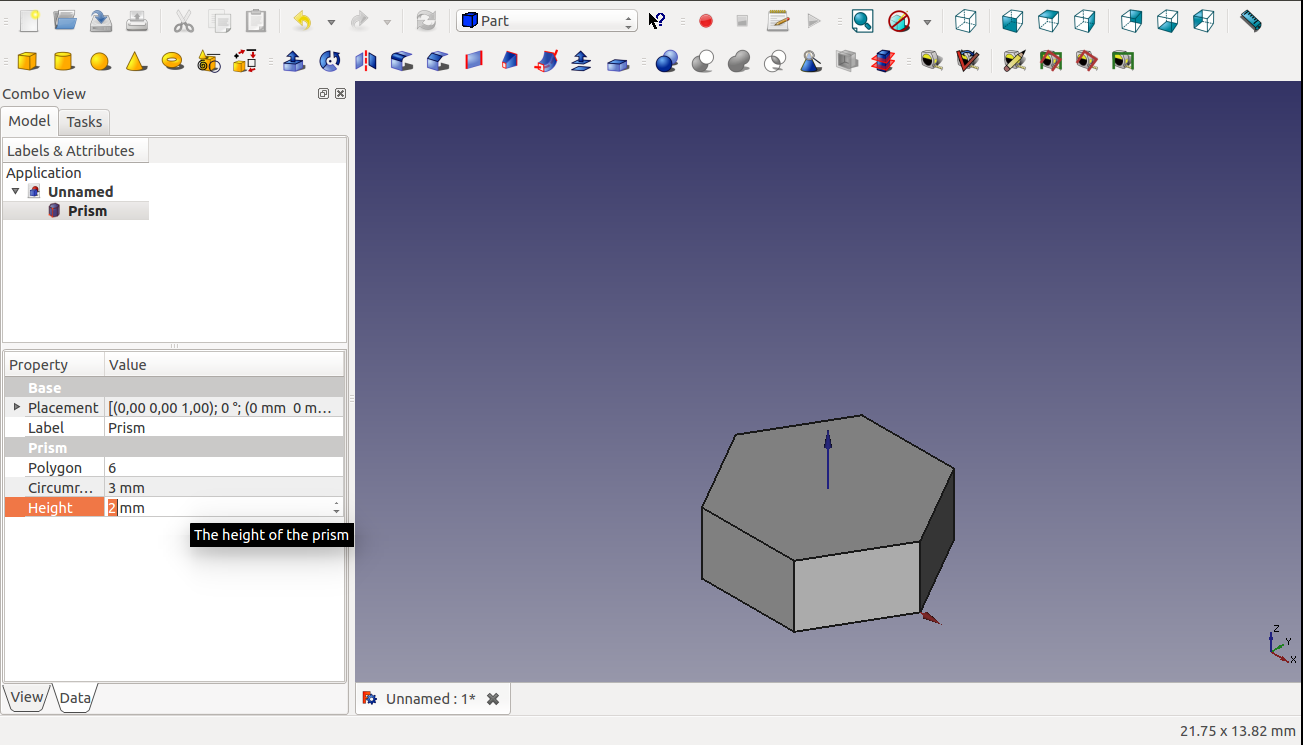 Part
Combo View
Model Tasks
Labels & Attributes
Application
Unnamed
Prism
Property Value
Base
Placement [(0,00 0,00 1,00); 0 °; (0 mm  0 m...
Label Prism
Prism
Polygon 6
Circumr... 3 mm
Height 2 mm
The height of the prism
Z
Y
X
View Data
Unnamed : 1*
21.75 x 13.82 mm